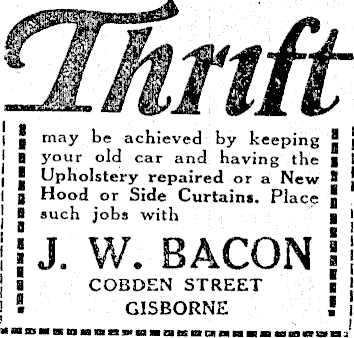 Thrift
may be achieved by keeping
your old car and having the
Upholstery repaired or a New
Hood or Side Curtains. Place
such jobs with
J. W. BACON
COBDEN STREET
GISBORNE